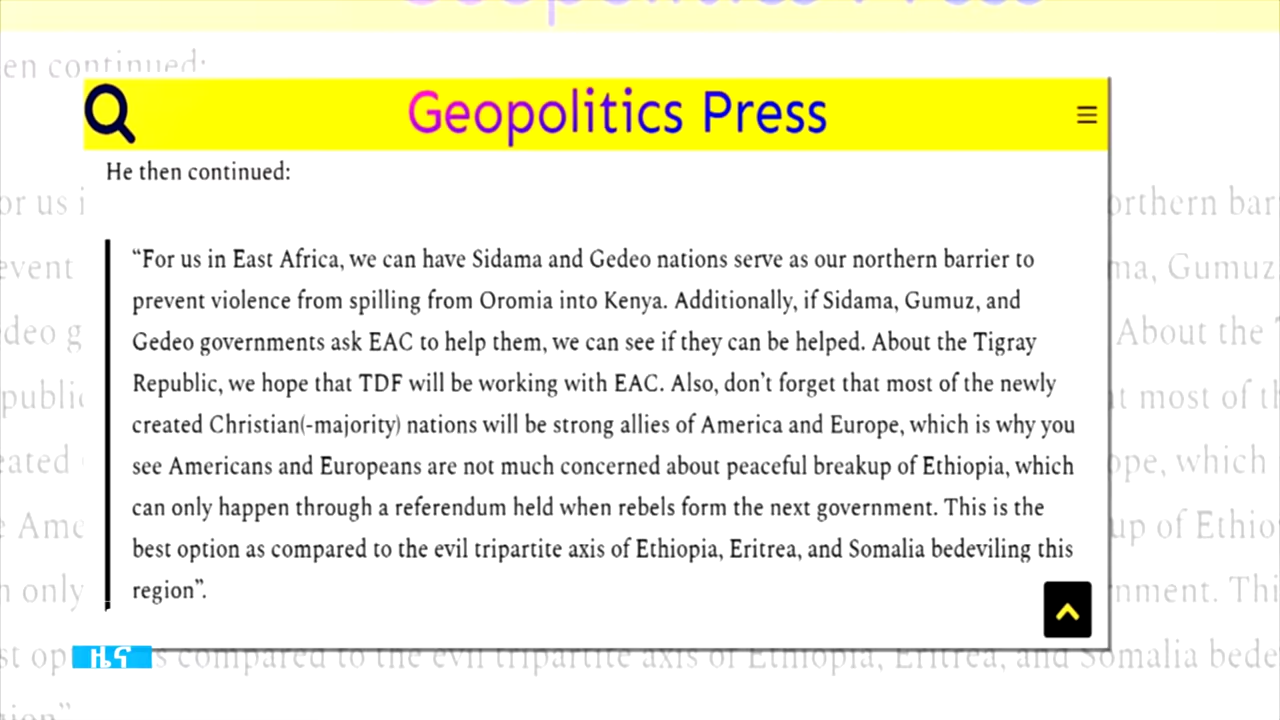 Geopolitics Press
He then continued:
“For us in East Africa, we can have Sidama and Gedeo nations serve as our northern barrier to
prevent violence from spilling from Oromia into Kenya. Additionally, if Sidama, Gumuz, and
Gedeo governments ask EAC to help them, we can see if they can be helped. About the Tigray
Republic, we hope that TDF will be working with EAC. Also, don’t forget that most of the newly
created Christian(-majority) nations will be strong allies of America and Europe, which is why you
see Americans and Europeans are not much concerned about peaceful breakup of Ethiopia, which
can only happen through a referendum held when rebels form the next government. This is the
best option as compared to the evil tripartite axis of Ethiopia, Eritrea, and Somalia bedeviling this
region”.
ዜና